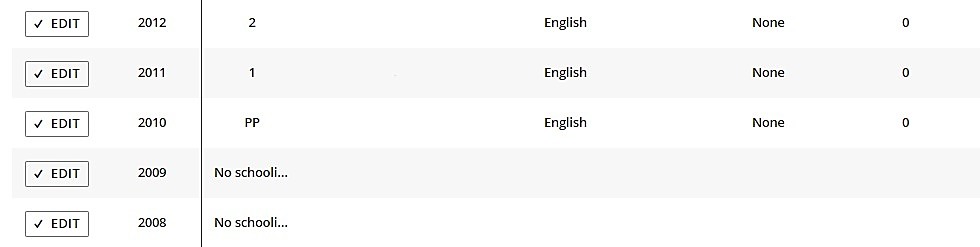 ✓ EDIT 2012 2 English None 0
✓ EDIT 2011 1 English None 0
✓ EDIT 2010 PP English None 0
✓ EDIT 2009 No schooli...
✓ EDIT 2008 No schooli...